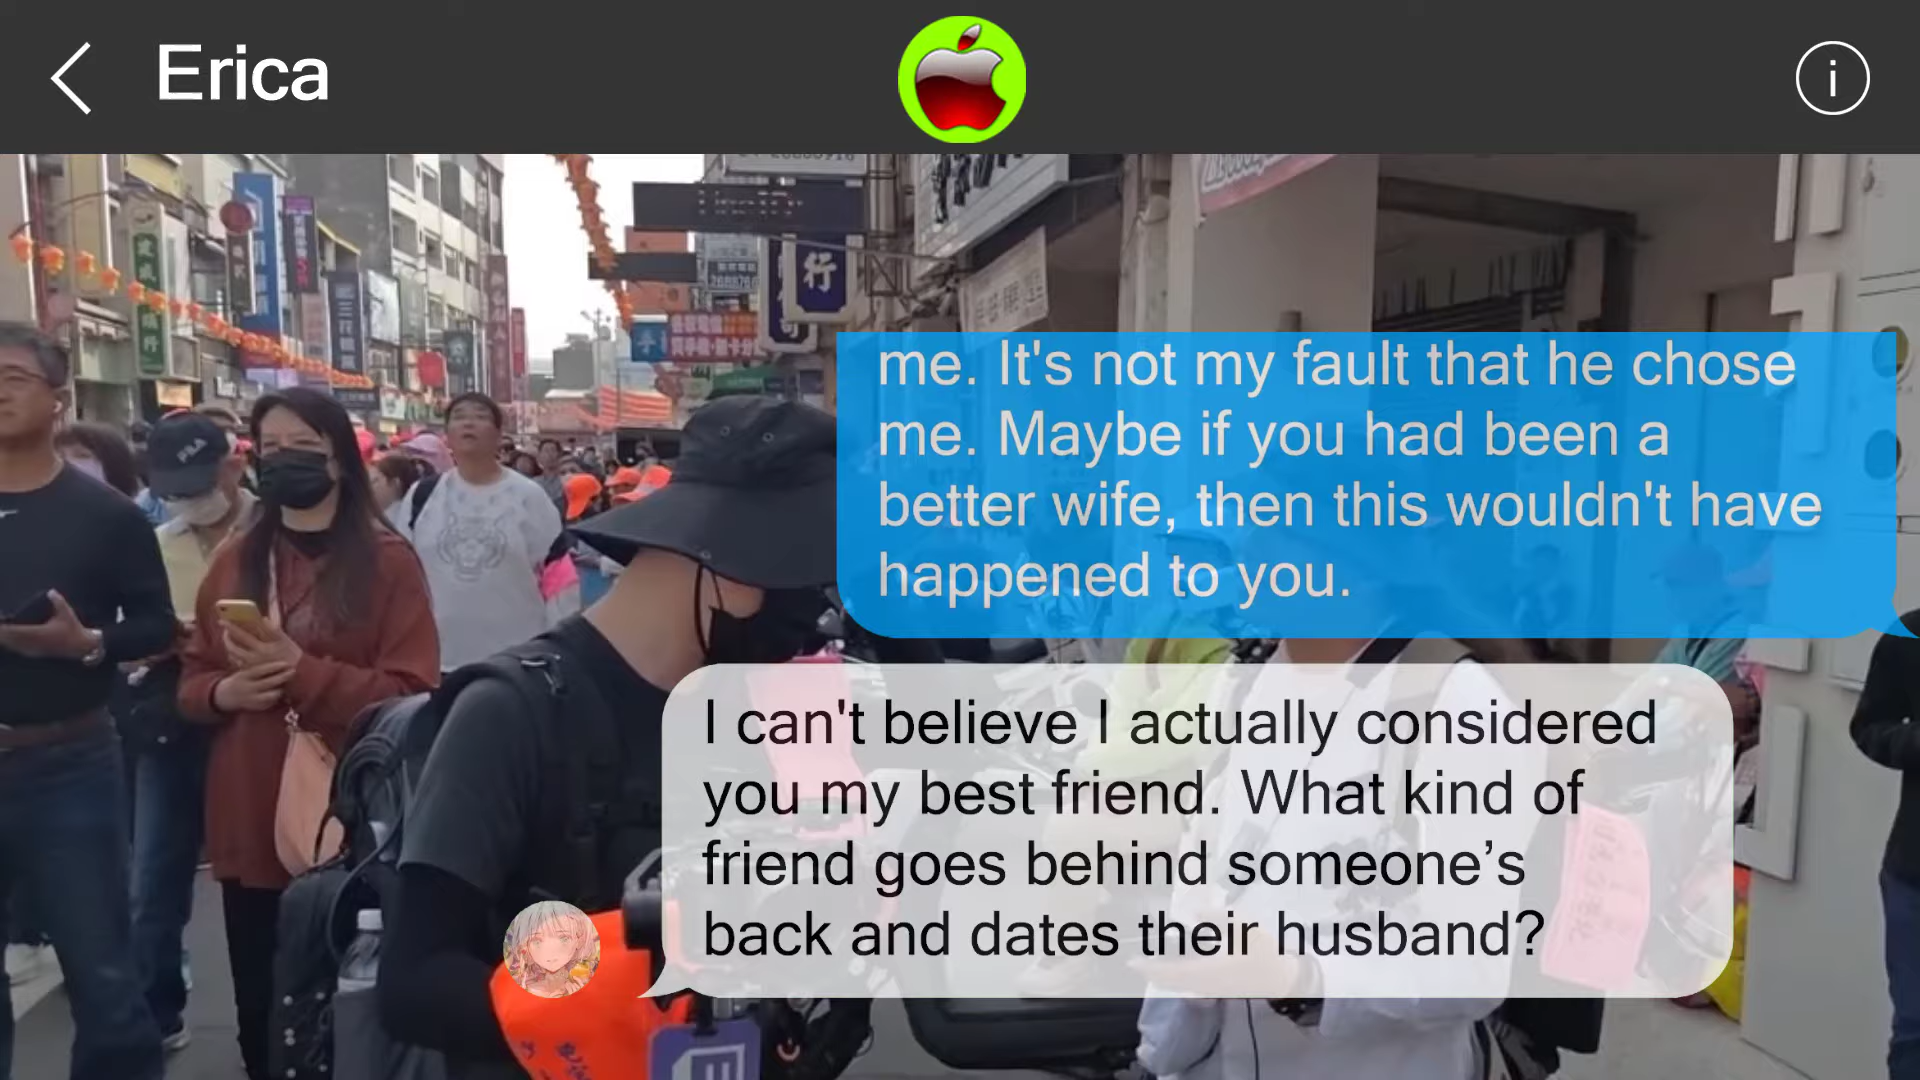 Erica
i
行
FILA
me. It's not my fault that he chose
me. Maybe if you had been a
better wife, then this wouldn't have
happened to you.
I can't believe I actually considered
you my best friend. What kind of
friend goes behind someone’s
back and dates their husband?